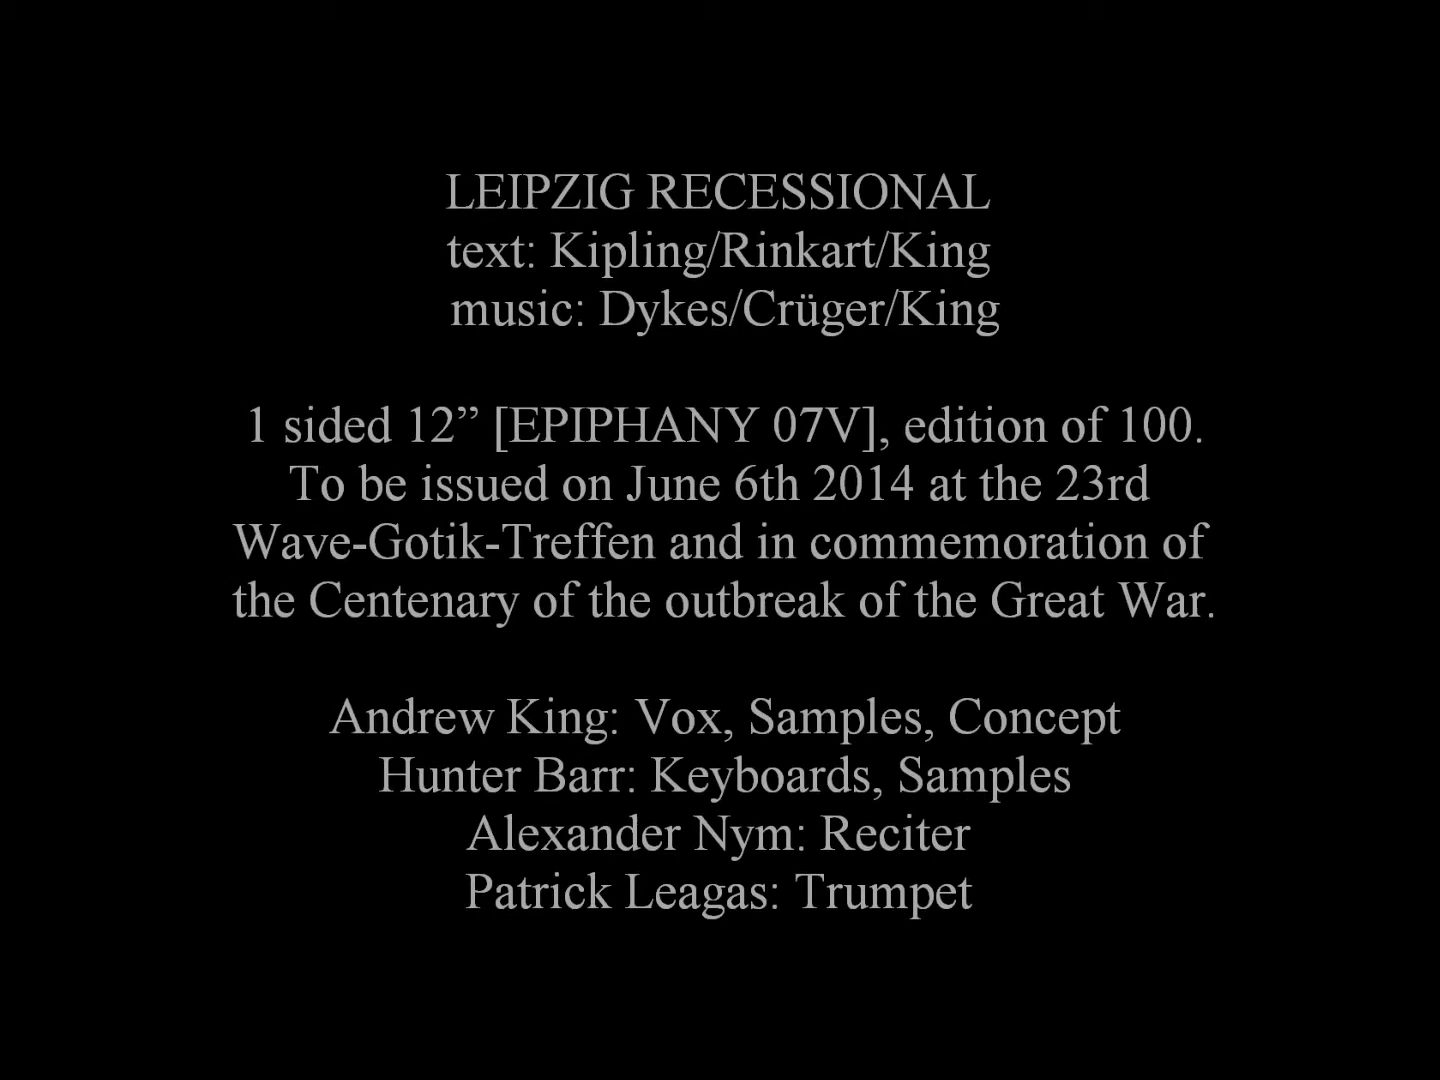 LEIPZIG RECESSIONAL
text: Kipling/Rinkart/King
music: Dykes/Crüger/King
1 sided 12” [EPIPHANY 07V], edition of 100.
To be issued on June 6th 2014 at the 23rd
Wave-Gotik-Treffen and in commemoration of
the Centenary of the outbreak of the Great War.
Andrew King: Vox, Samples, Concept
Hunter Barr: Keyboards, Samples
Alexander Nym: Reciter
Patrick Leagas: Trumpet